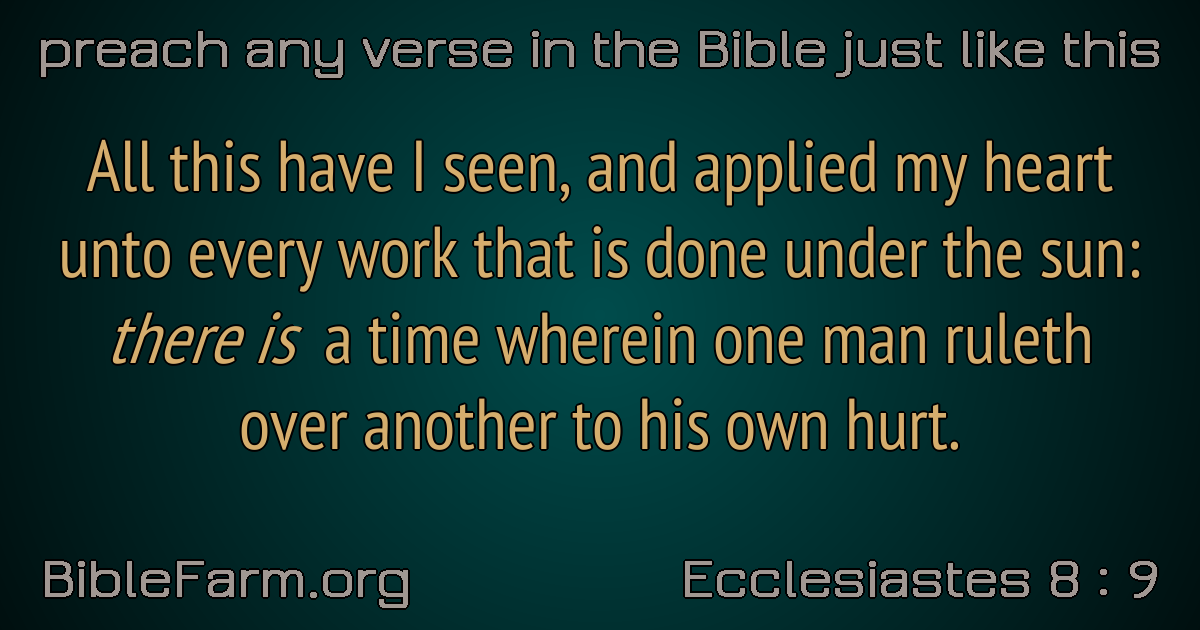 preach any verse in the Bible just like this
All this have I seen, and applied my heart
unto every work that is done under the sun:
there is a time wherein one man ruleth
over another to his own hurt.
BibleFarm.org
Ecclesiastes 8 : 9